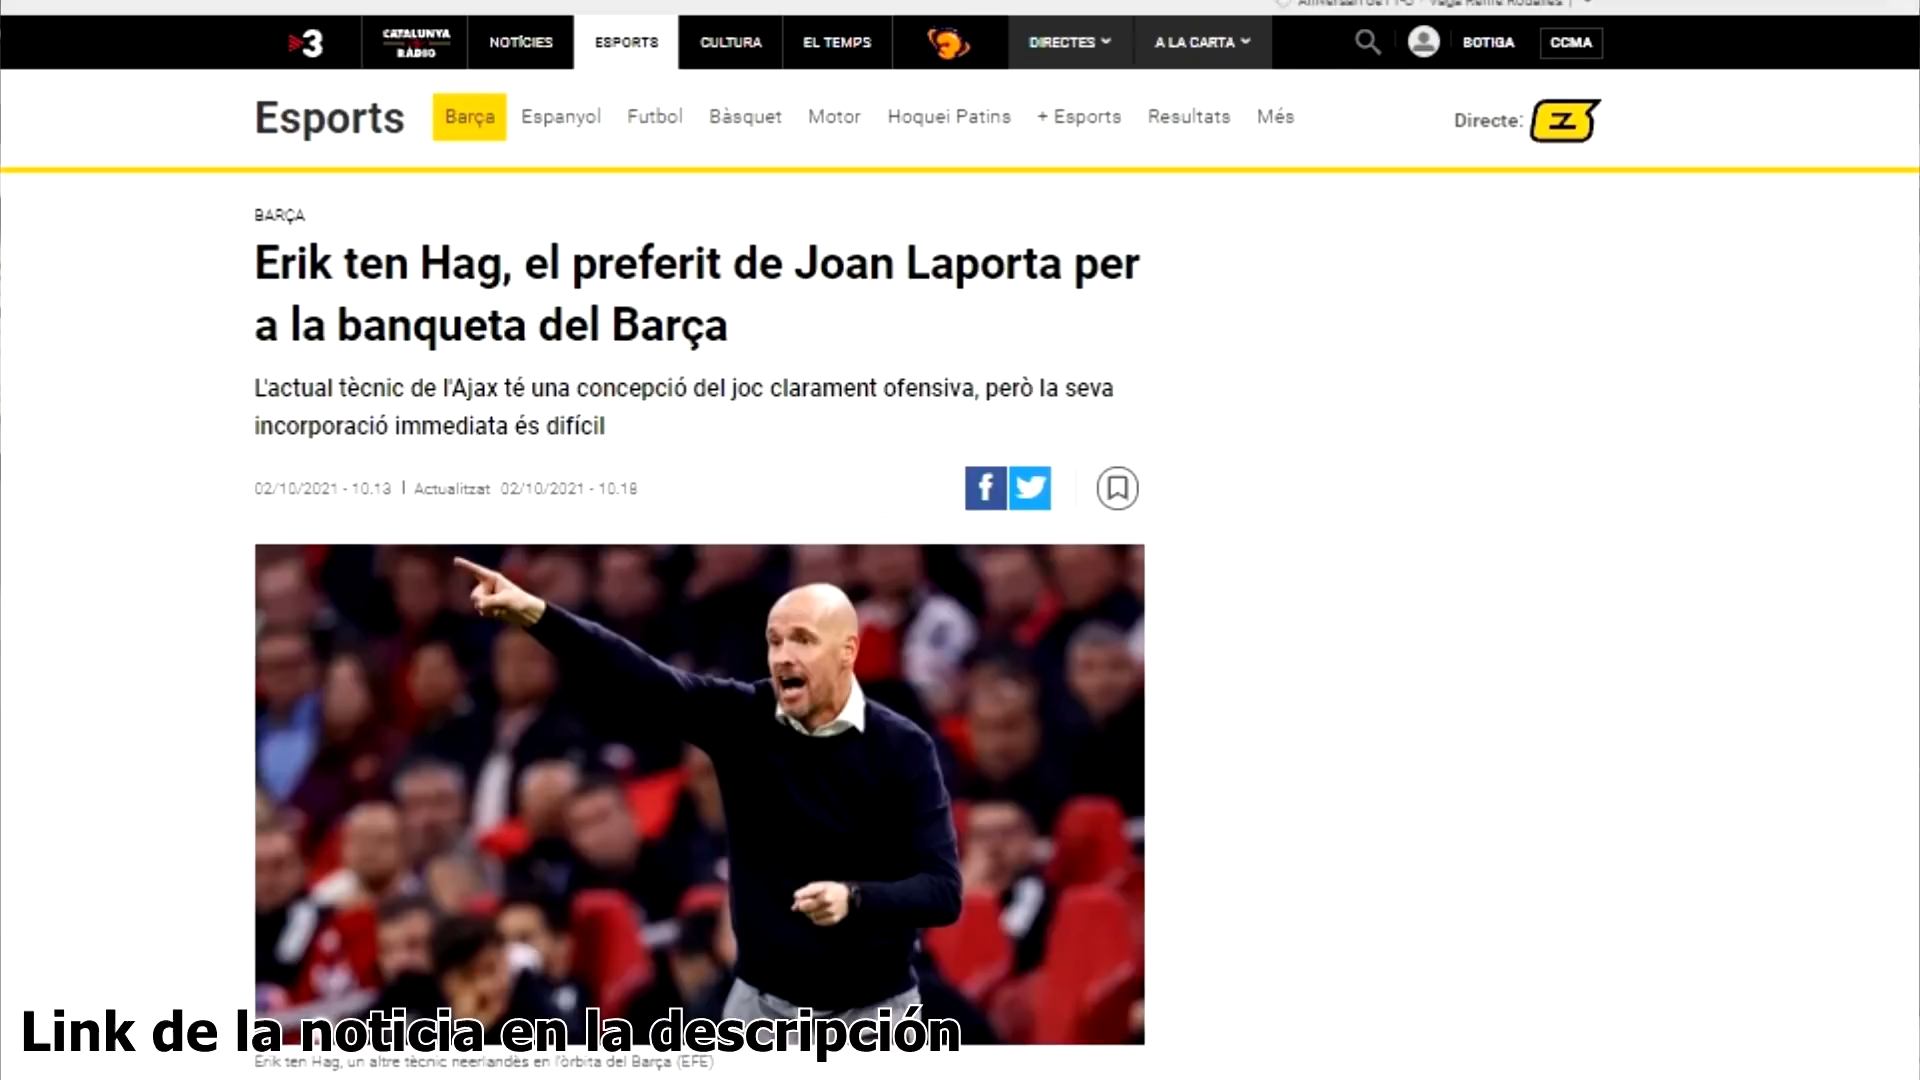 3 CATALUNYA RÀDIO NOTÍCIES ESPORTS CULTURA EL TEMPS DIRECTES A LA CARTA BOTIGA CCMA
Esports Barça Espanyol Futbol Bàsquet Motor Hoquei Patins + Esports Resultats Més Directe:
BARÇA
Erik ten Hag, el preferit de Joan Laporta per
a la banqueta del Barça
L'actual tècnic de l'Ajax té una concepció del joc clarament ofensiva, però la seva
incorporació immediata és difícil
02/10/2021 - 10.13 | Actualitzat 02/10/2021 - 10.18
Link de la noticia en la descripción
Erik ten Hag, un altre tècnic neerlandès en l'òrbita del Barça (EFE)